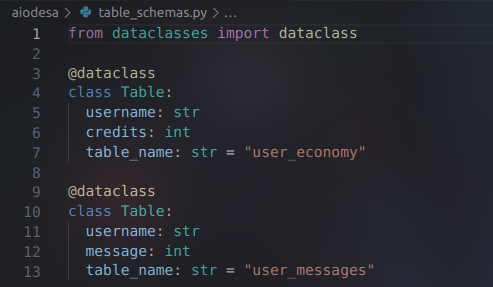 aiodesa > table_schemas.py > ...
1 from dataclasses import dataclass
2
3 @dataclass
4 class Table:
5   username: str
6   credits: int
7   table_name: str = "user_economy"
8
9 @dataclass
10 class Table:
11   username: str
12   message: int
13   table_name: str = "user_messages"